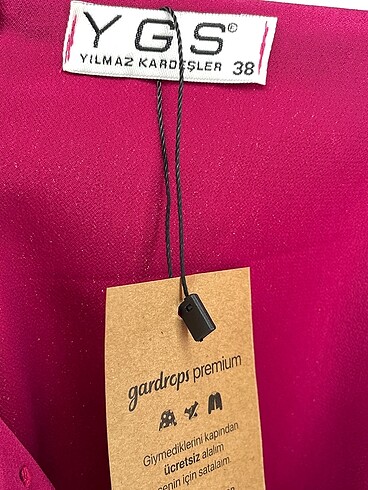 YGS®
YILMAZ KARDEŞLER 38
gardrops premium
Giymediklerini kapından
ücretsiz alalım
senin için satalım